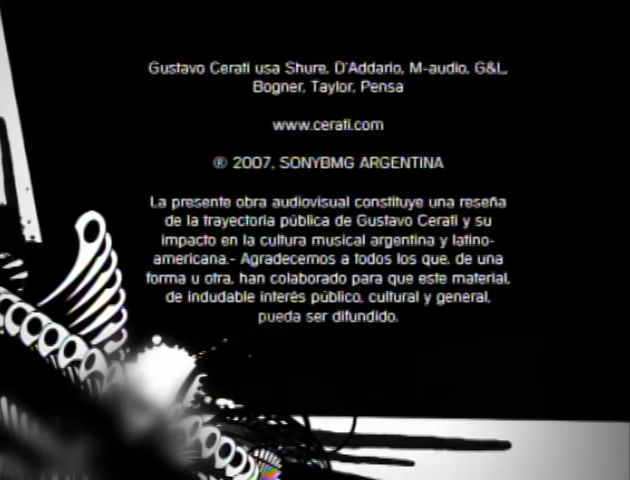 Gustavo Cerati usa Shure, D'Addario, M-audio, G&L,
Bogner, Taylor, Pensa
www.cerati.com
® 2007, SONYBMG ARGENTINA
La presente obra audiovisual constituye una reseña
de la trayectoria pública de Gustavo Cerati y su
impacto en la cultura musical argentina y latino-
americana.- Agradecemos a todos los que, de una
forma u otra, han colaborado para que este material,
de indudable interés público, cultural y general,
pueda ser difundido.